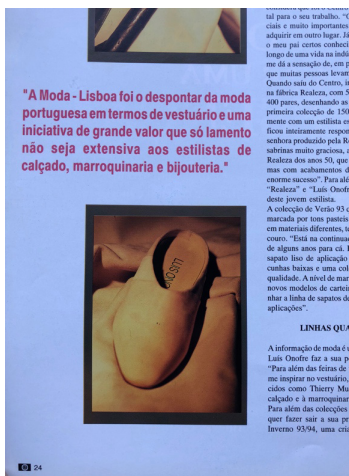 "A Moda - Lisboa foi o despontar da moda
portuguesa em termos de vestuário e uma
iniciativa de grande valor que só lamento
não seja extensiva aos estilistas de
calçado, marroquinaria e bijouteria."
tal para o seu trabalho. "C
ciais e muito importantes
adquirir em outro lugar. Já
o meu pai certos conheci
longo de uma vida na indú
me dá a sensação de, em p
que muitas pessoas levam
Quando saíu do Centro, in
na fábrica Realeza, com 5
400 pares, desenhando as
primeira colecção de 150
mente com um estilista es
ficou inteiramente respon
senhora produzido pela Re
sabrinas muito graciosa, a
Realeza dos anos 50, que
mas com acabamentos d
enorme sucesso". Para alé
"Realeza" e "Luís Onofr
deste jovem estilista.
A colecção de Verão 93 e
marcada por tons pasteis
em materiais diferentes, te
couro. "Está na continuaç
de alguns anos para cá. I
sapato liso de aplicação
cunhas baixas e uma col
qualidade. A nível de mar
novos modelos de carteir
nhar a linha de sapatos de
aplicações".
LINHAS QUA
A informação de moda é u
Luís Onofre faz a sua p
"Para além das feiras de
me inspirar no vestuário,
cidos como Thierry Mu
calçado e à marroquinar
Para além das colecções
quer fazer sair a sua pr
Inverno 93/94, uma cria
24